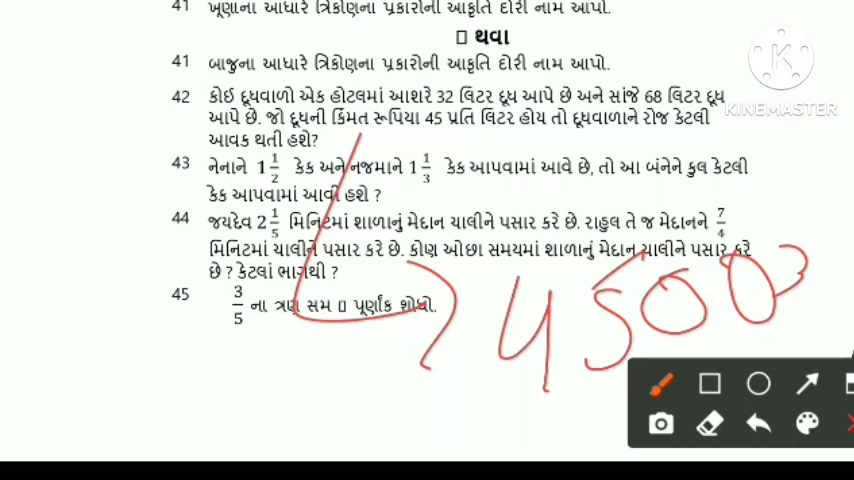 41 ખૂણાના આધારે ત્રિકોણના પ્રકારોની આકૃતિ દોરી નામ આપો.
થવા
41 બાજુના આધારે ત્રિકોણના પ્રકારોની આકૃતિ દોરી નામ આપો.
42 કોઈ દૂધવાળો એક હોટલમાં આશરે 32 લિટર દૂધ આપે છે અને સાંજે 68 લિટર દૂધ
આપે છે. જો દૂધની કિંમત રૂપિયા 45 પ્રતિ લિટર હોય તો દૂધવાળાને રોજ કેટલી
આવક થતી હશે?
43 નેનાને 1 1/2 કેક અને નજમાને 1 1/3 કેક આપવામાં આવે છે, તો આ બંનેને કુલ કેટલી
કેક આપવામાં આવી હશે ?
44 જયદેવ 2 1/5 મિનિટમાં શાળાનું મેદાન ચાલીને પસાર કરે છે. રાહુલ તે જ મેદાનને 7/4
મિનિટમાં ચાલીને પસાર કરે છે. કોણ ઓછા સમયમાં શાળાનું મેદાન ચાલીને પસાર કરે
છે ? કેટલાં ભાગથી ?
45 3/5 ના ત્રણ સમ પૂર્ણાંક શોધો.
4500
KINEMASTER